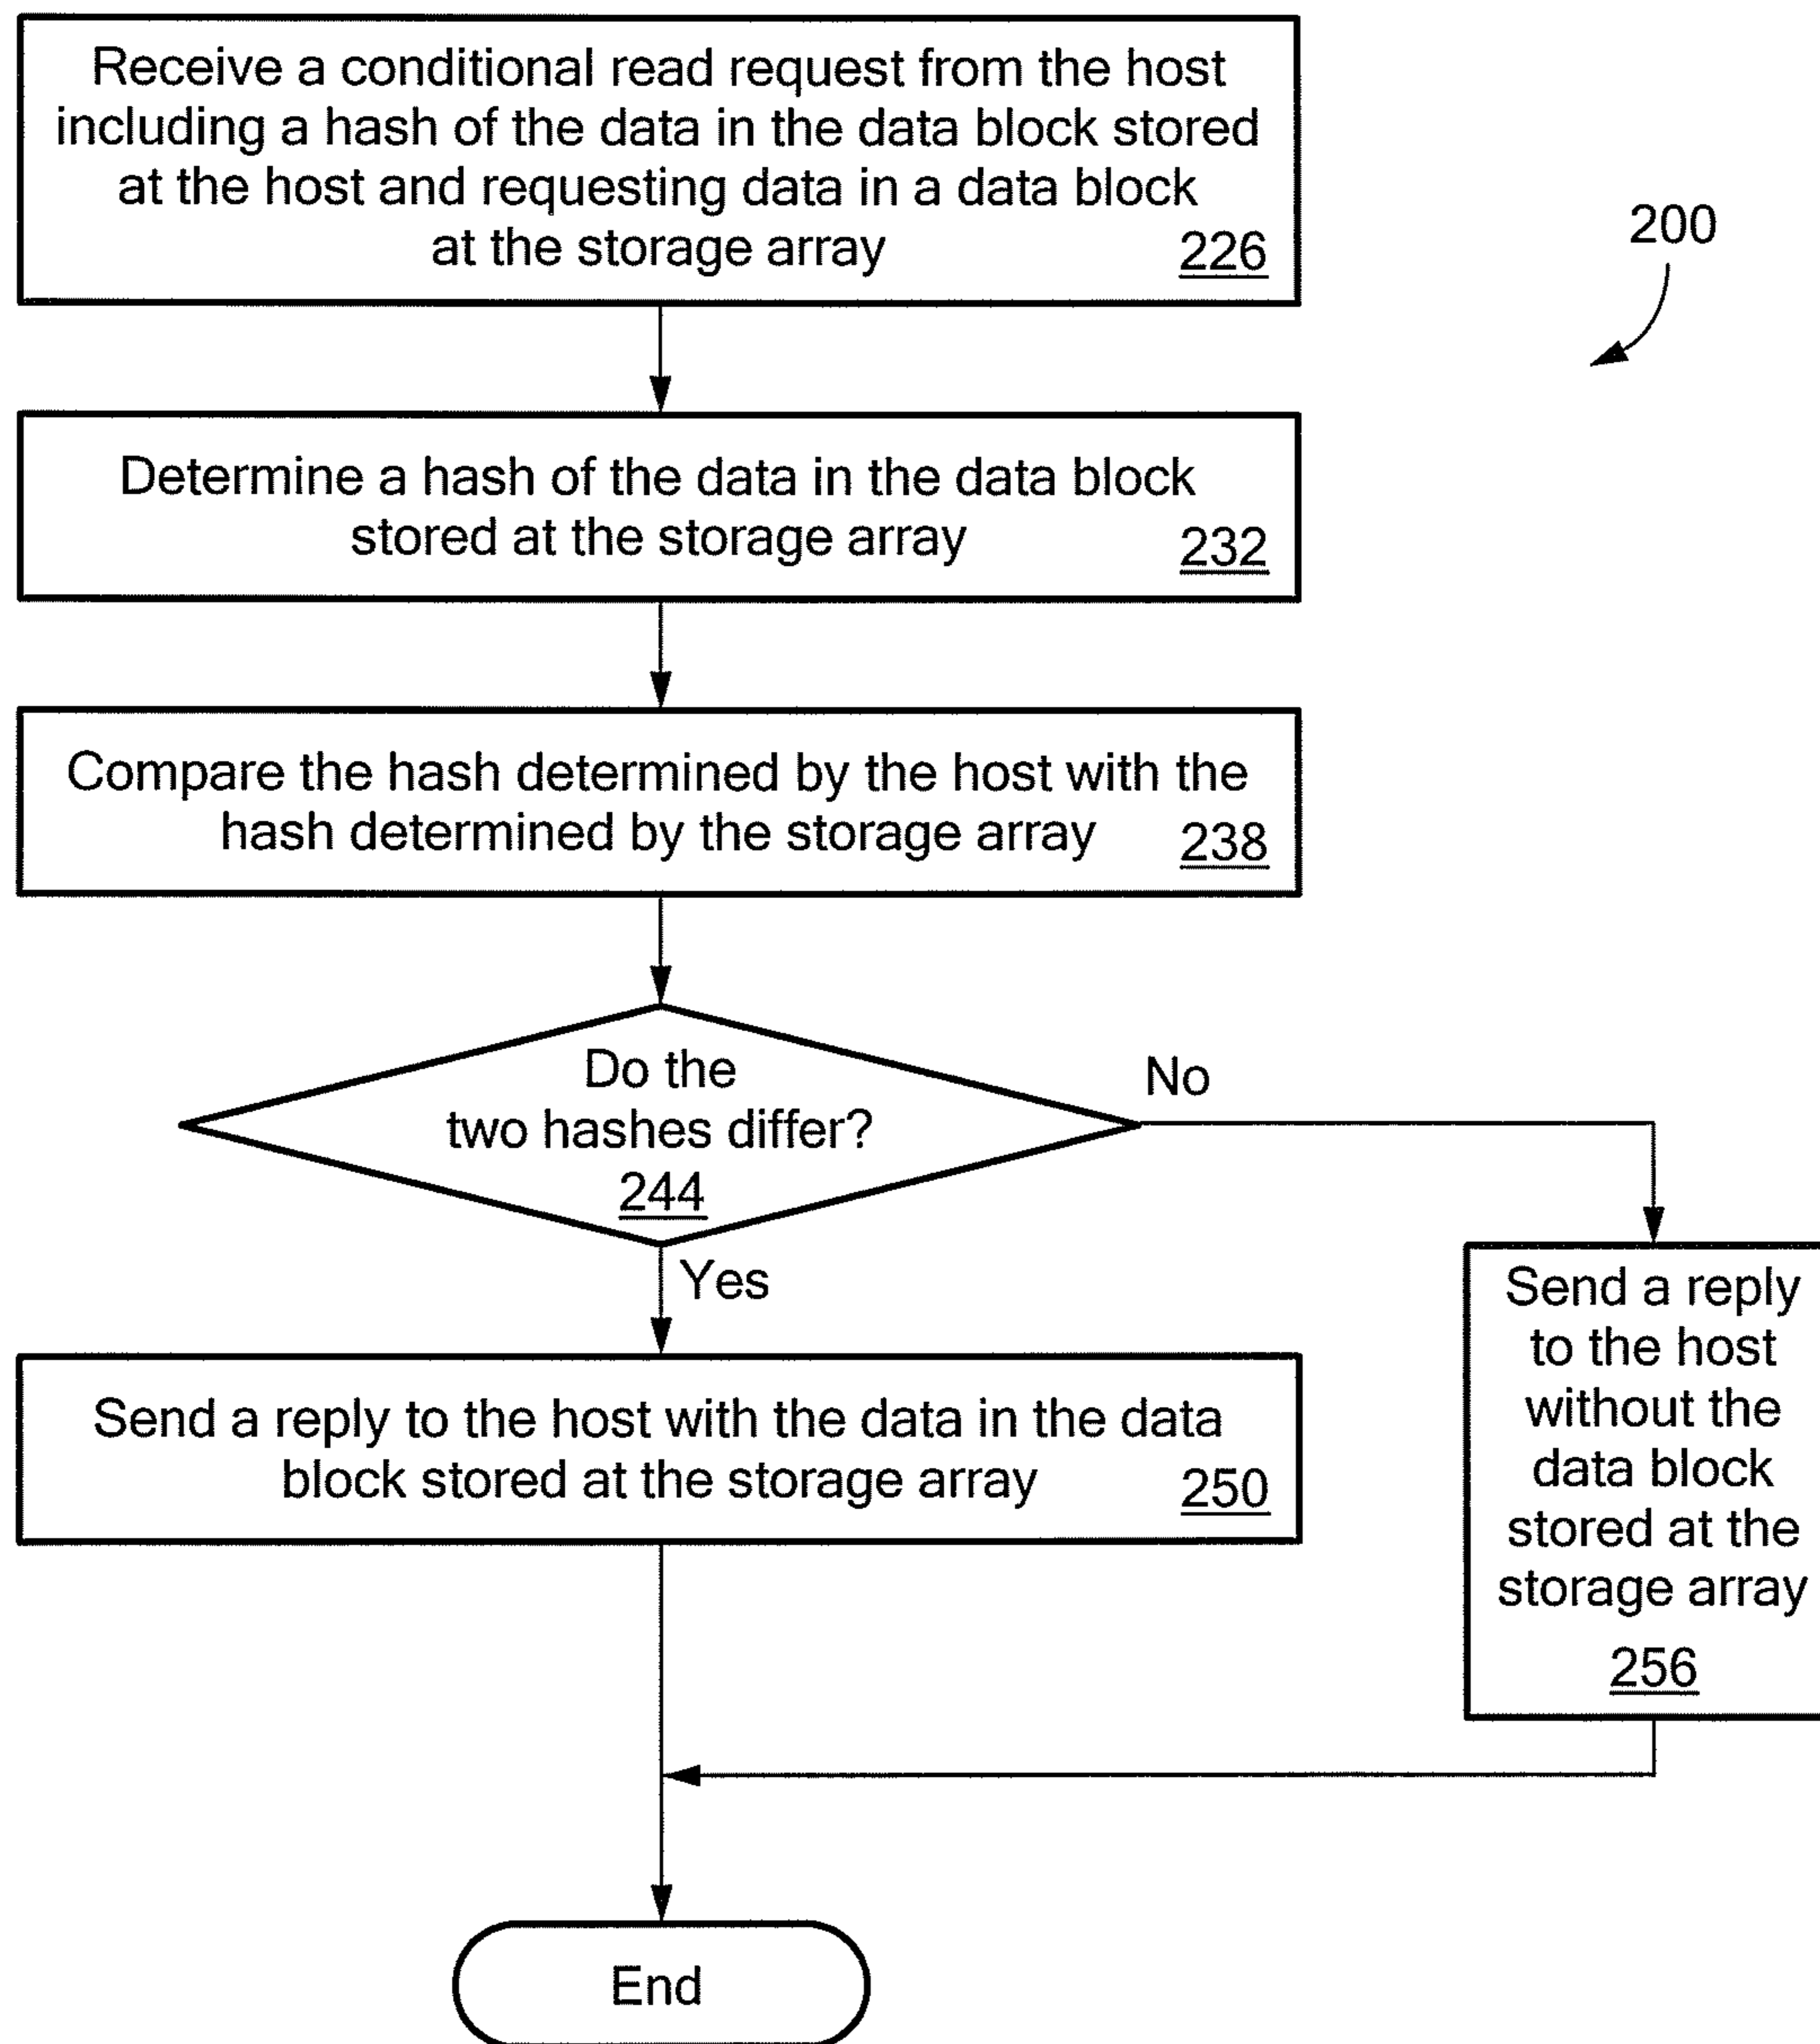 Receive a conditional read request from the host
including a hash of the data in the data block stored
at the host and requesting data in a data block
at the storage array 226
200
Determine a hash of the data in the data block
stored at the storage array 232
Compare the hash determined by the host with the
hash determined by the storage array 238
Do the
two hashes differ?
244
No
Yes
Send a reply to the host with the data in the data
block stored at the storage array 250
Send a reply
to the host
without the
data block
stored at the
storage array
256
End